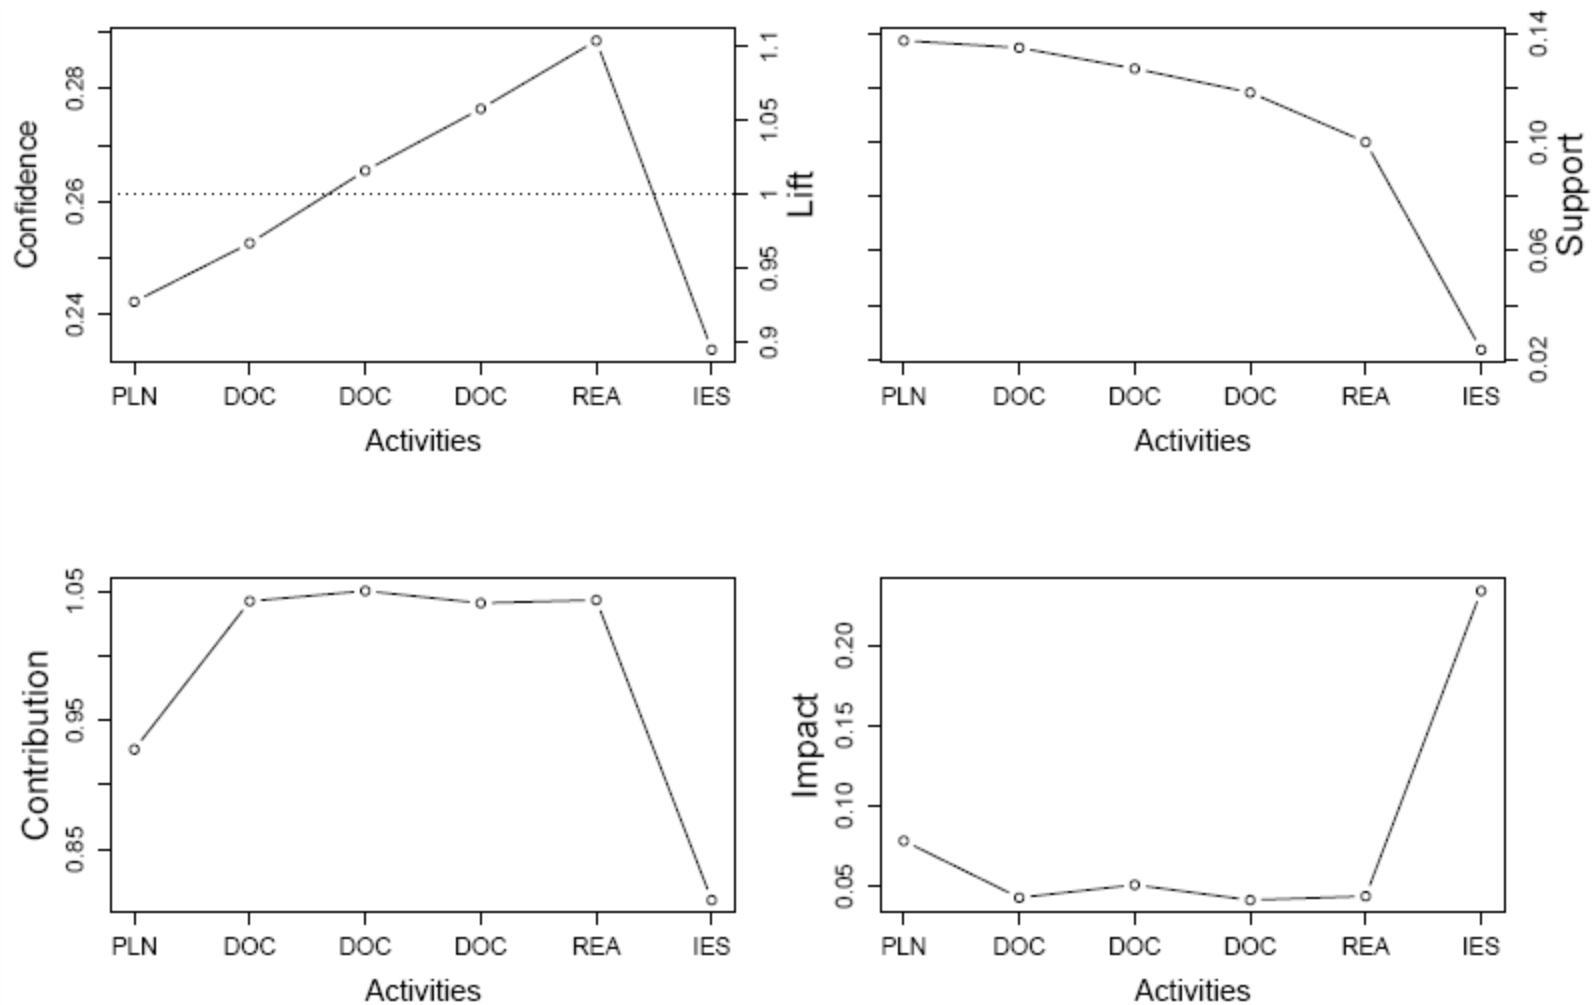 Confidence
0.28
0.26
0.24
1.1
1.05
1
0.95
0.9
Lift
PLN DOC DOC DOC REA IES
Activities
0.14
0.10
0.06
0.02
Support
PLN DOC DOC DOC REA IES
Activities
Contribution
1.05
0.95
0.85
PLN DOC DOC DOC REA IES
Activities
Impact
0.20
0.15
0.10
0.05
PLN DOC DOC DOC REA IES
Activities